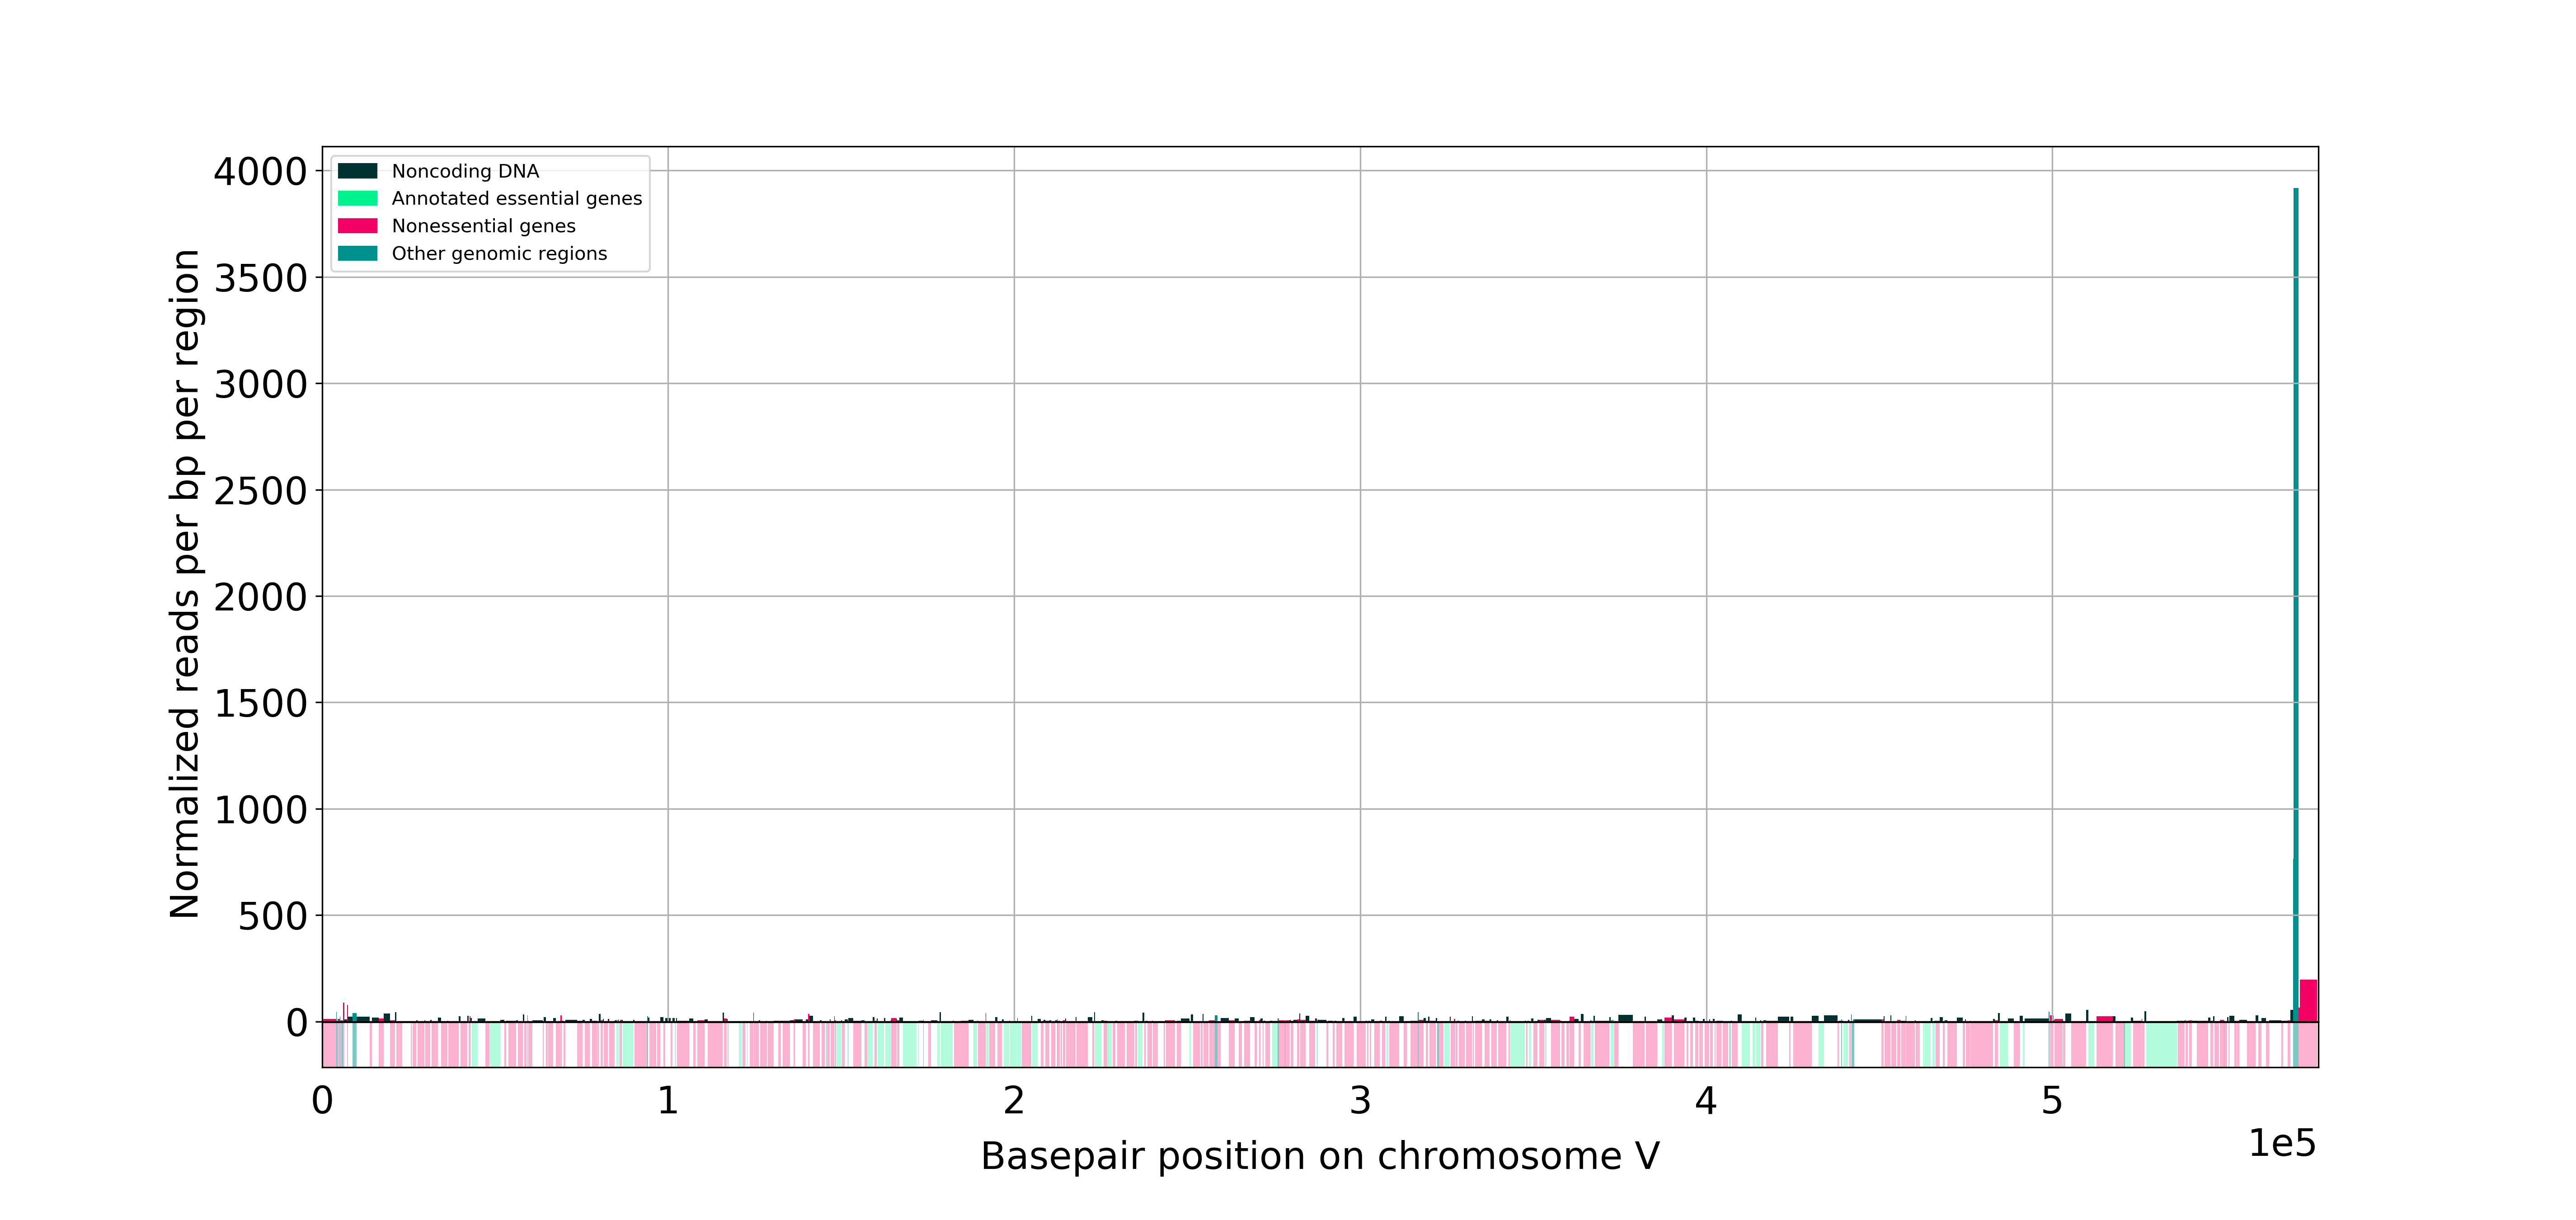 Noncoding DNA
Annotated essential genes
Nonessential genes
Other genomic regions
4000
3500
3000
2500
2000
1500
1000
500
0
Normalized reads per bp per region
0 1 2 3 4 5
1e5
Basepair position on chromosome V